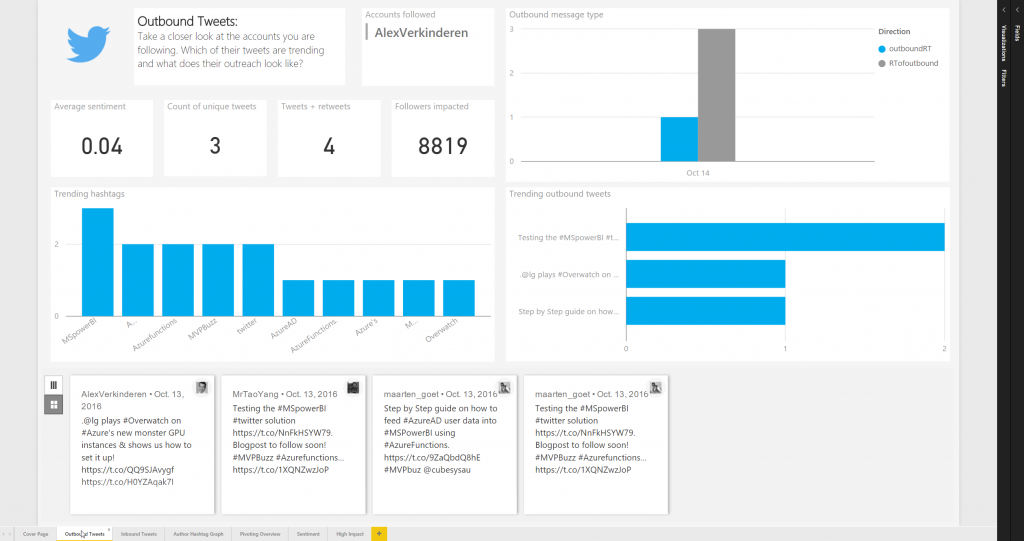 Outbound Tweets:
Take a closer look at the accounts you are
following. Which of their tweets are trending
and what does their outreach look like?
Accounts followed
AlexVerkinderen
Average sentiment
0.04
Count of unique tweets
3
Tweets + retweets
4
Followers impacted
8819
Outbound message type
3
2
1
0
Oct 14
Direction
outboundRT
RTofoutbound
Visualizations
Filters
Fields
Trending hashtags
2
0
MSpowerBI
A...
Azurefunctions
MVPBuzz
twitter
AzureAD
AzureFunctions.
Azure's
M...
Overwatch
Trending outbound tweets
Testing the #MSpowerBI #t...
.@lg plays #Overwatch on ...
Step by Step guide on how...
0
1
2
AlexVerkinderen • Oct. 13,
2016
.@lg plays #Overwatch on
#Azure's new monster GPU
instances & shows us how to
set it up!
https://t.co/QQ9SJAvygf
https://t.co/H0YZAqak7l
MrTaoYang • Oct. 13, 2016
Testing the #MSpowerBI
#twitter solution
https://t.co/NnFkHSYW79.
Blogpost to follow soon!
#MVPBuzz #Azurefunctions...
https://t.co/1XQNZwzJoP
maarten_goet • Oct. 13, 2016
Step by Step guide on how to
feed #AzureAD user data into
#MSPowerBI using
#AzureFunctions.
https://t.co/9ZaQbdQ8hE
#MVPbuz @cubesysau
maarten_goet • Oct. 13, 2016
Testing the #MSpowerBI
#twitter solution
https://t.co/NnFkHSYW79.
Blogpost to follow soon!
#MVPBuzz #Azurefunctions...
https://t.co/1XQNZwzJoP
Cover Page
Outbound Tweets
Inbound Tweets
Author Hashtag Graph
Pivoting Overview
Sentiment
High Impact
+